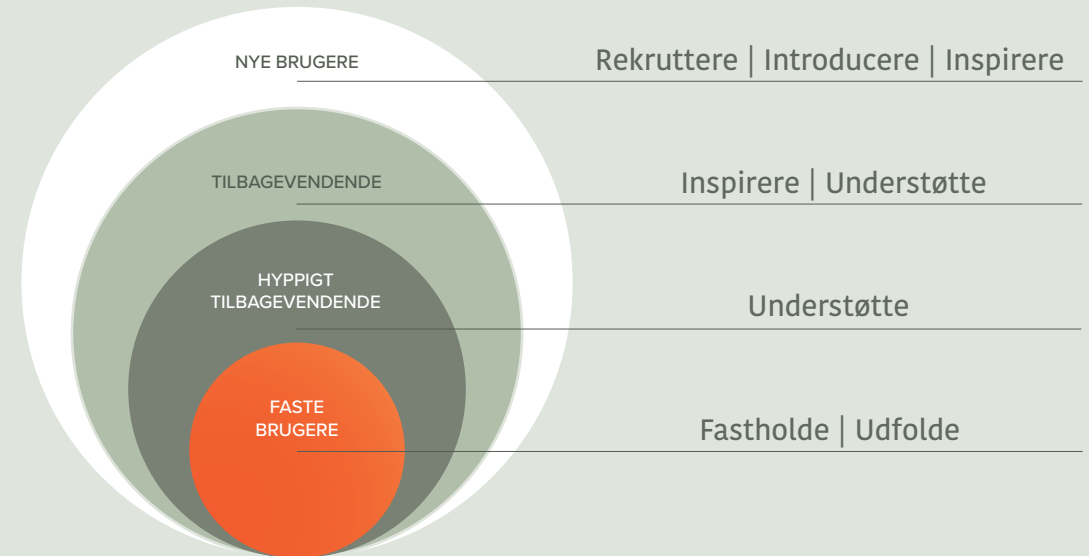 NYE BRUGERE
Rekruttere | Introducere | Inspirere
TILBAGEVENDENDE
Inspirere | Understøtte
HYPPIGT
TILBAGEVENDENDE
Understøtte
FASTE
BRUGERE
Fastholde | Udfolde